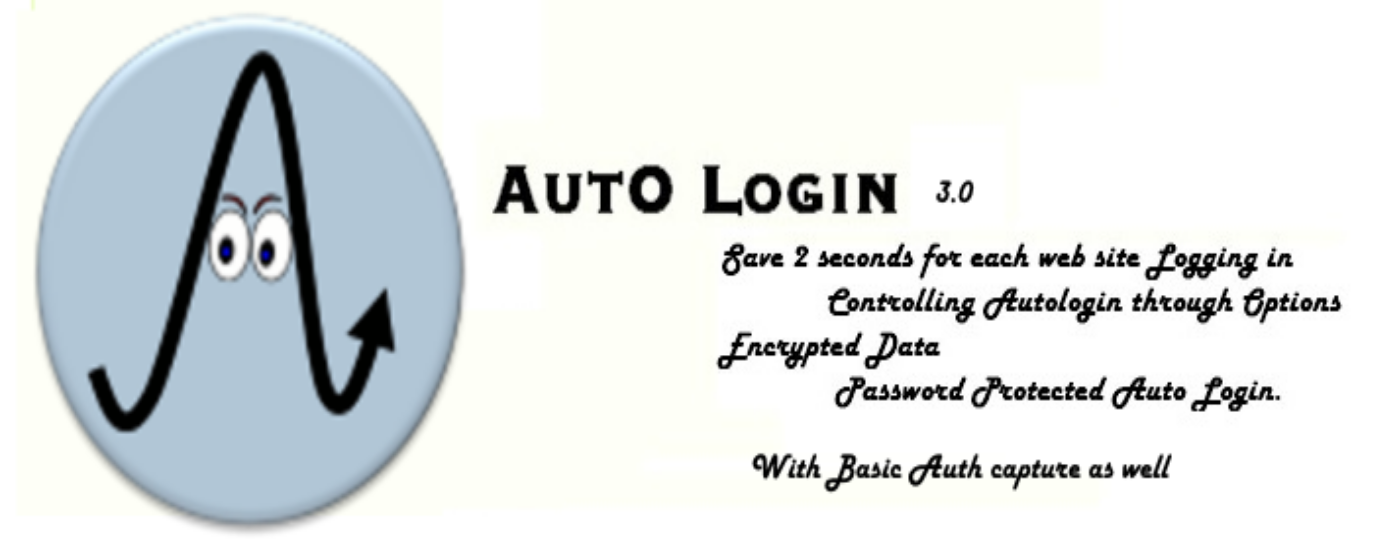 AUTO LOGIN 3.0
Save 2 seconds for each web site Logging in
Controlling Autologin through Options
Encrypted Data
Password Protected Auto Login.
With Basic Auth capture as well